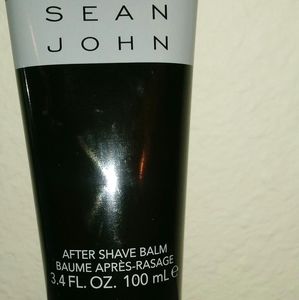 SEAN
JOHN
AFTER SHAVE BALM
BAUME APRÈS-RASAGE
3.4 FL. OZ. 100 mL e